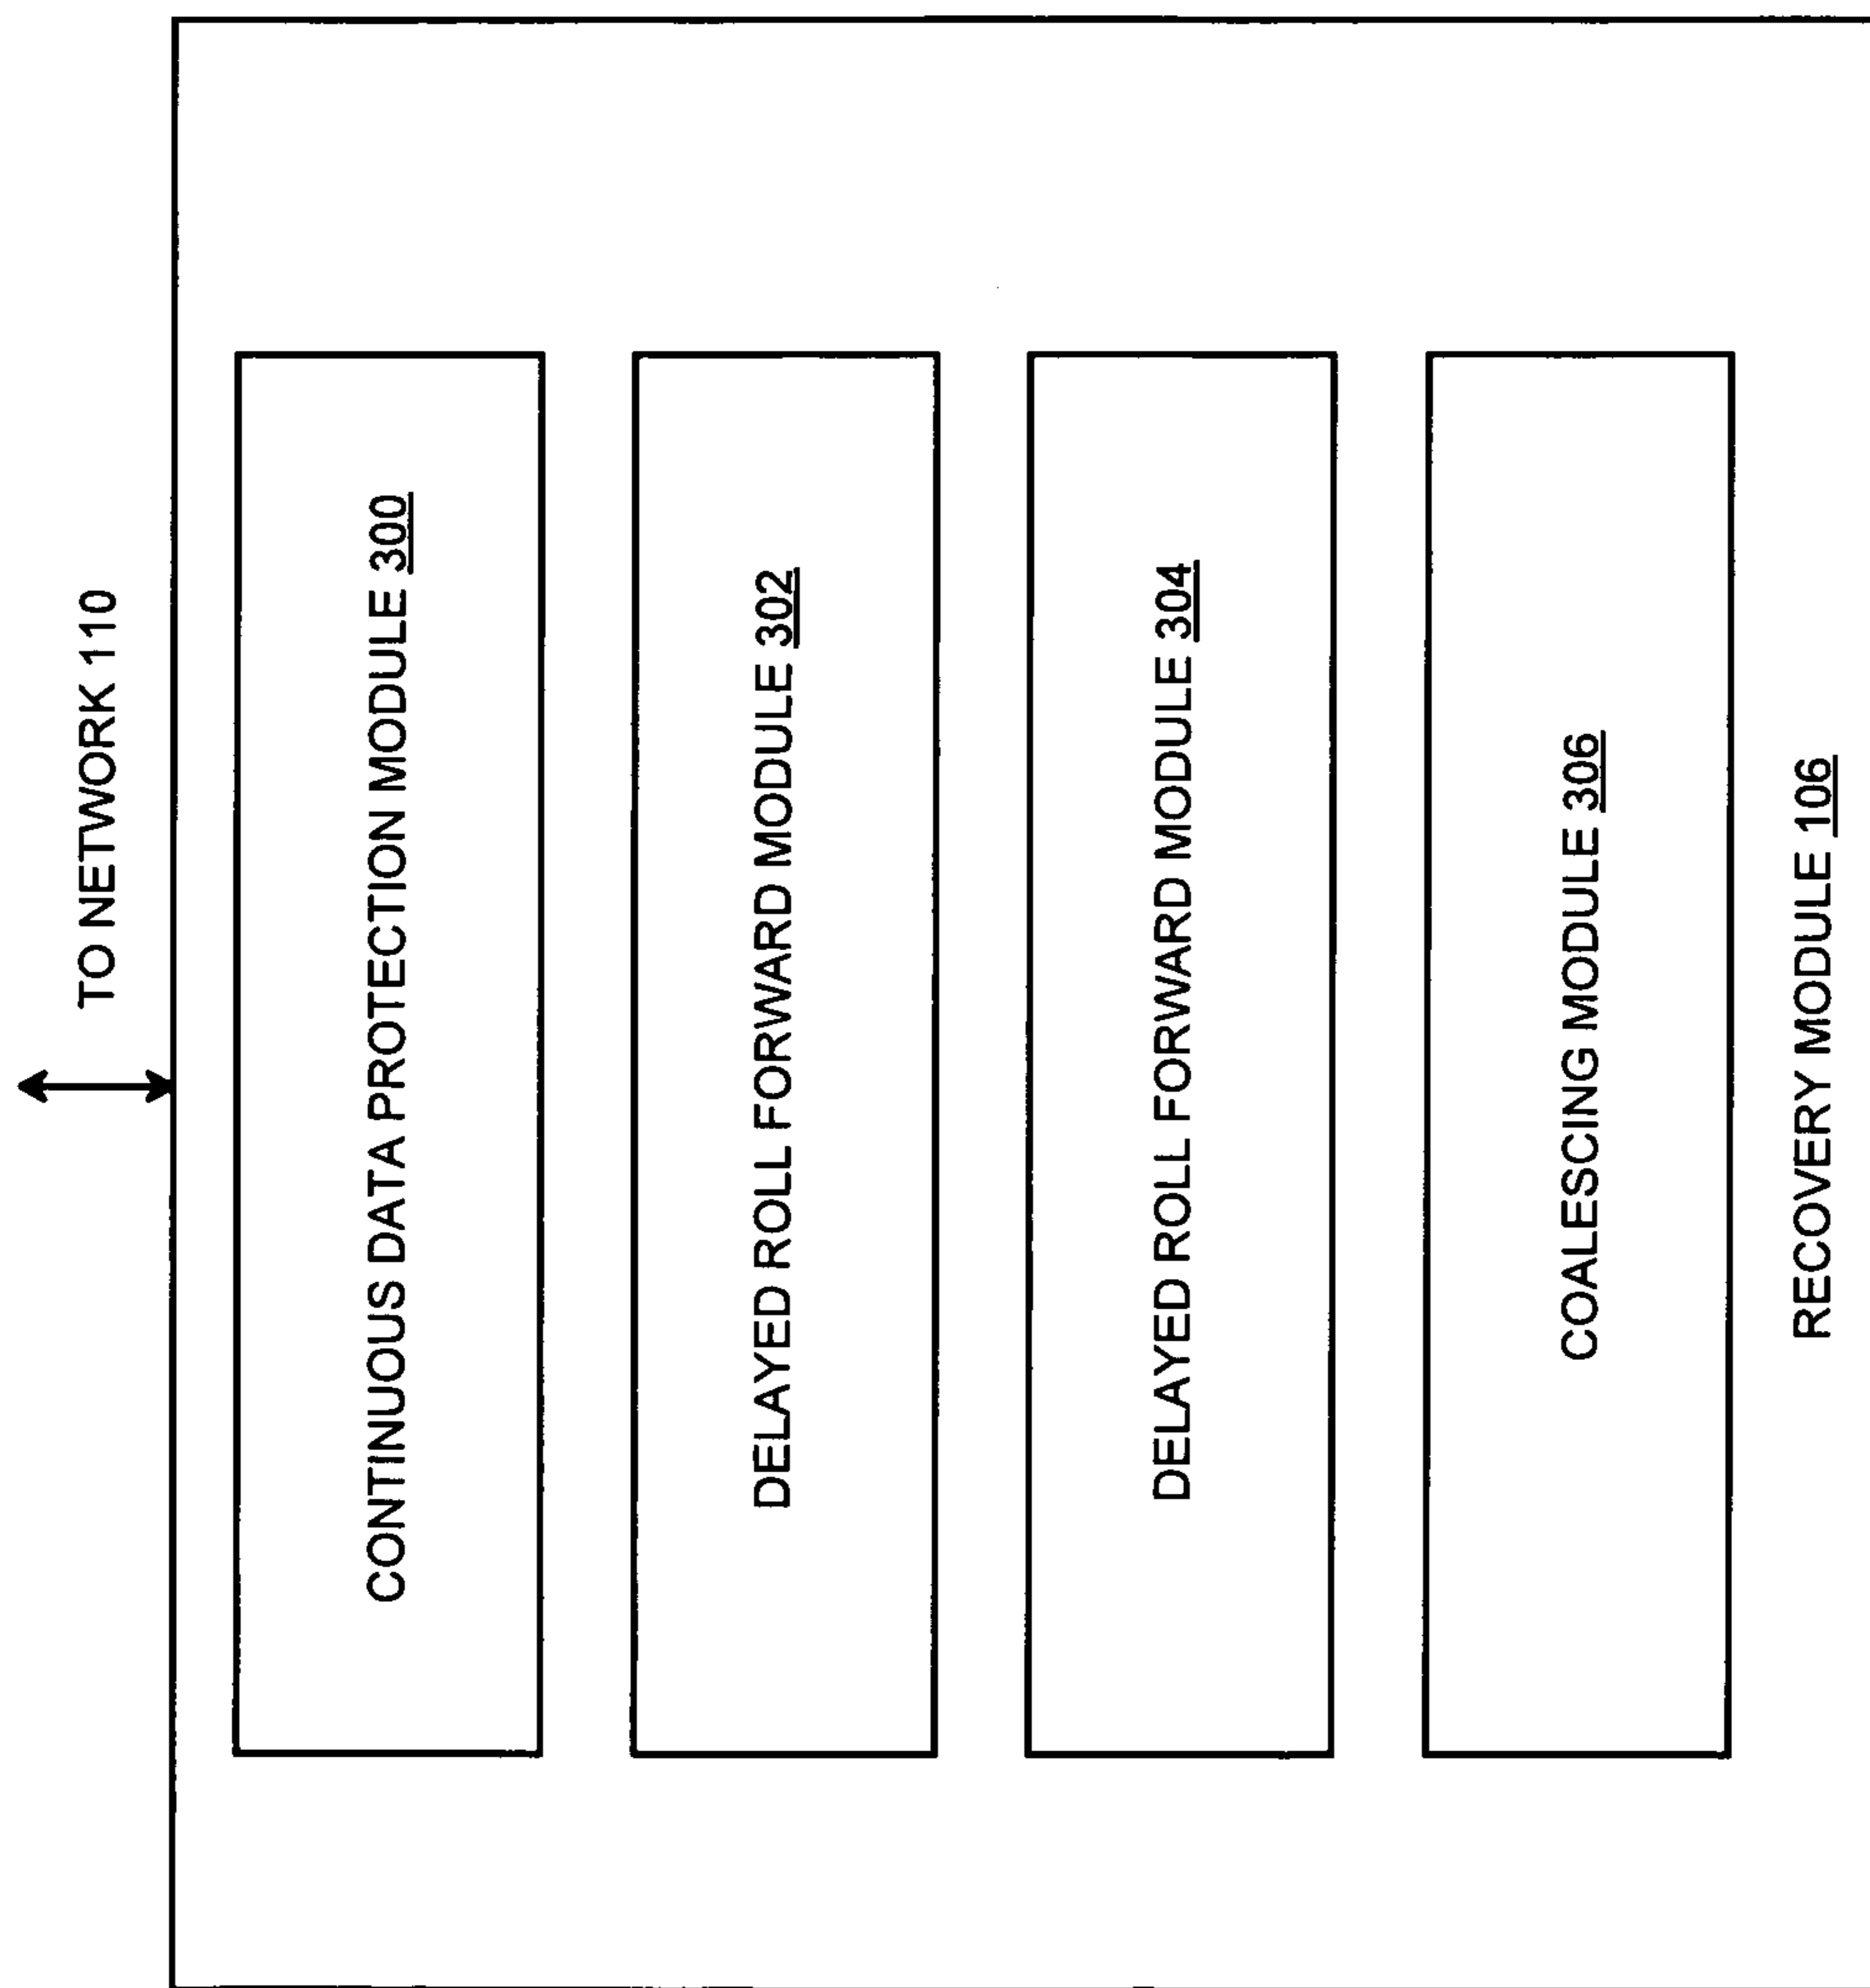 TO NETWORK 110
CONTINUOUS DATA PROTECTION MODULE 300
DELAYED ROLL FORWARD MODULE 302
DELAYED ROLL FORWARD MODULE 304
COALESCING MODULE 306
RECOVERY MODULE 106